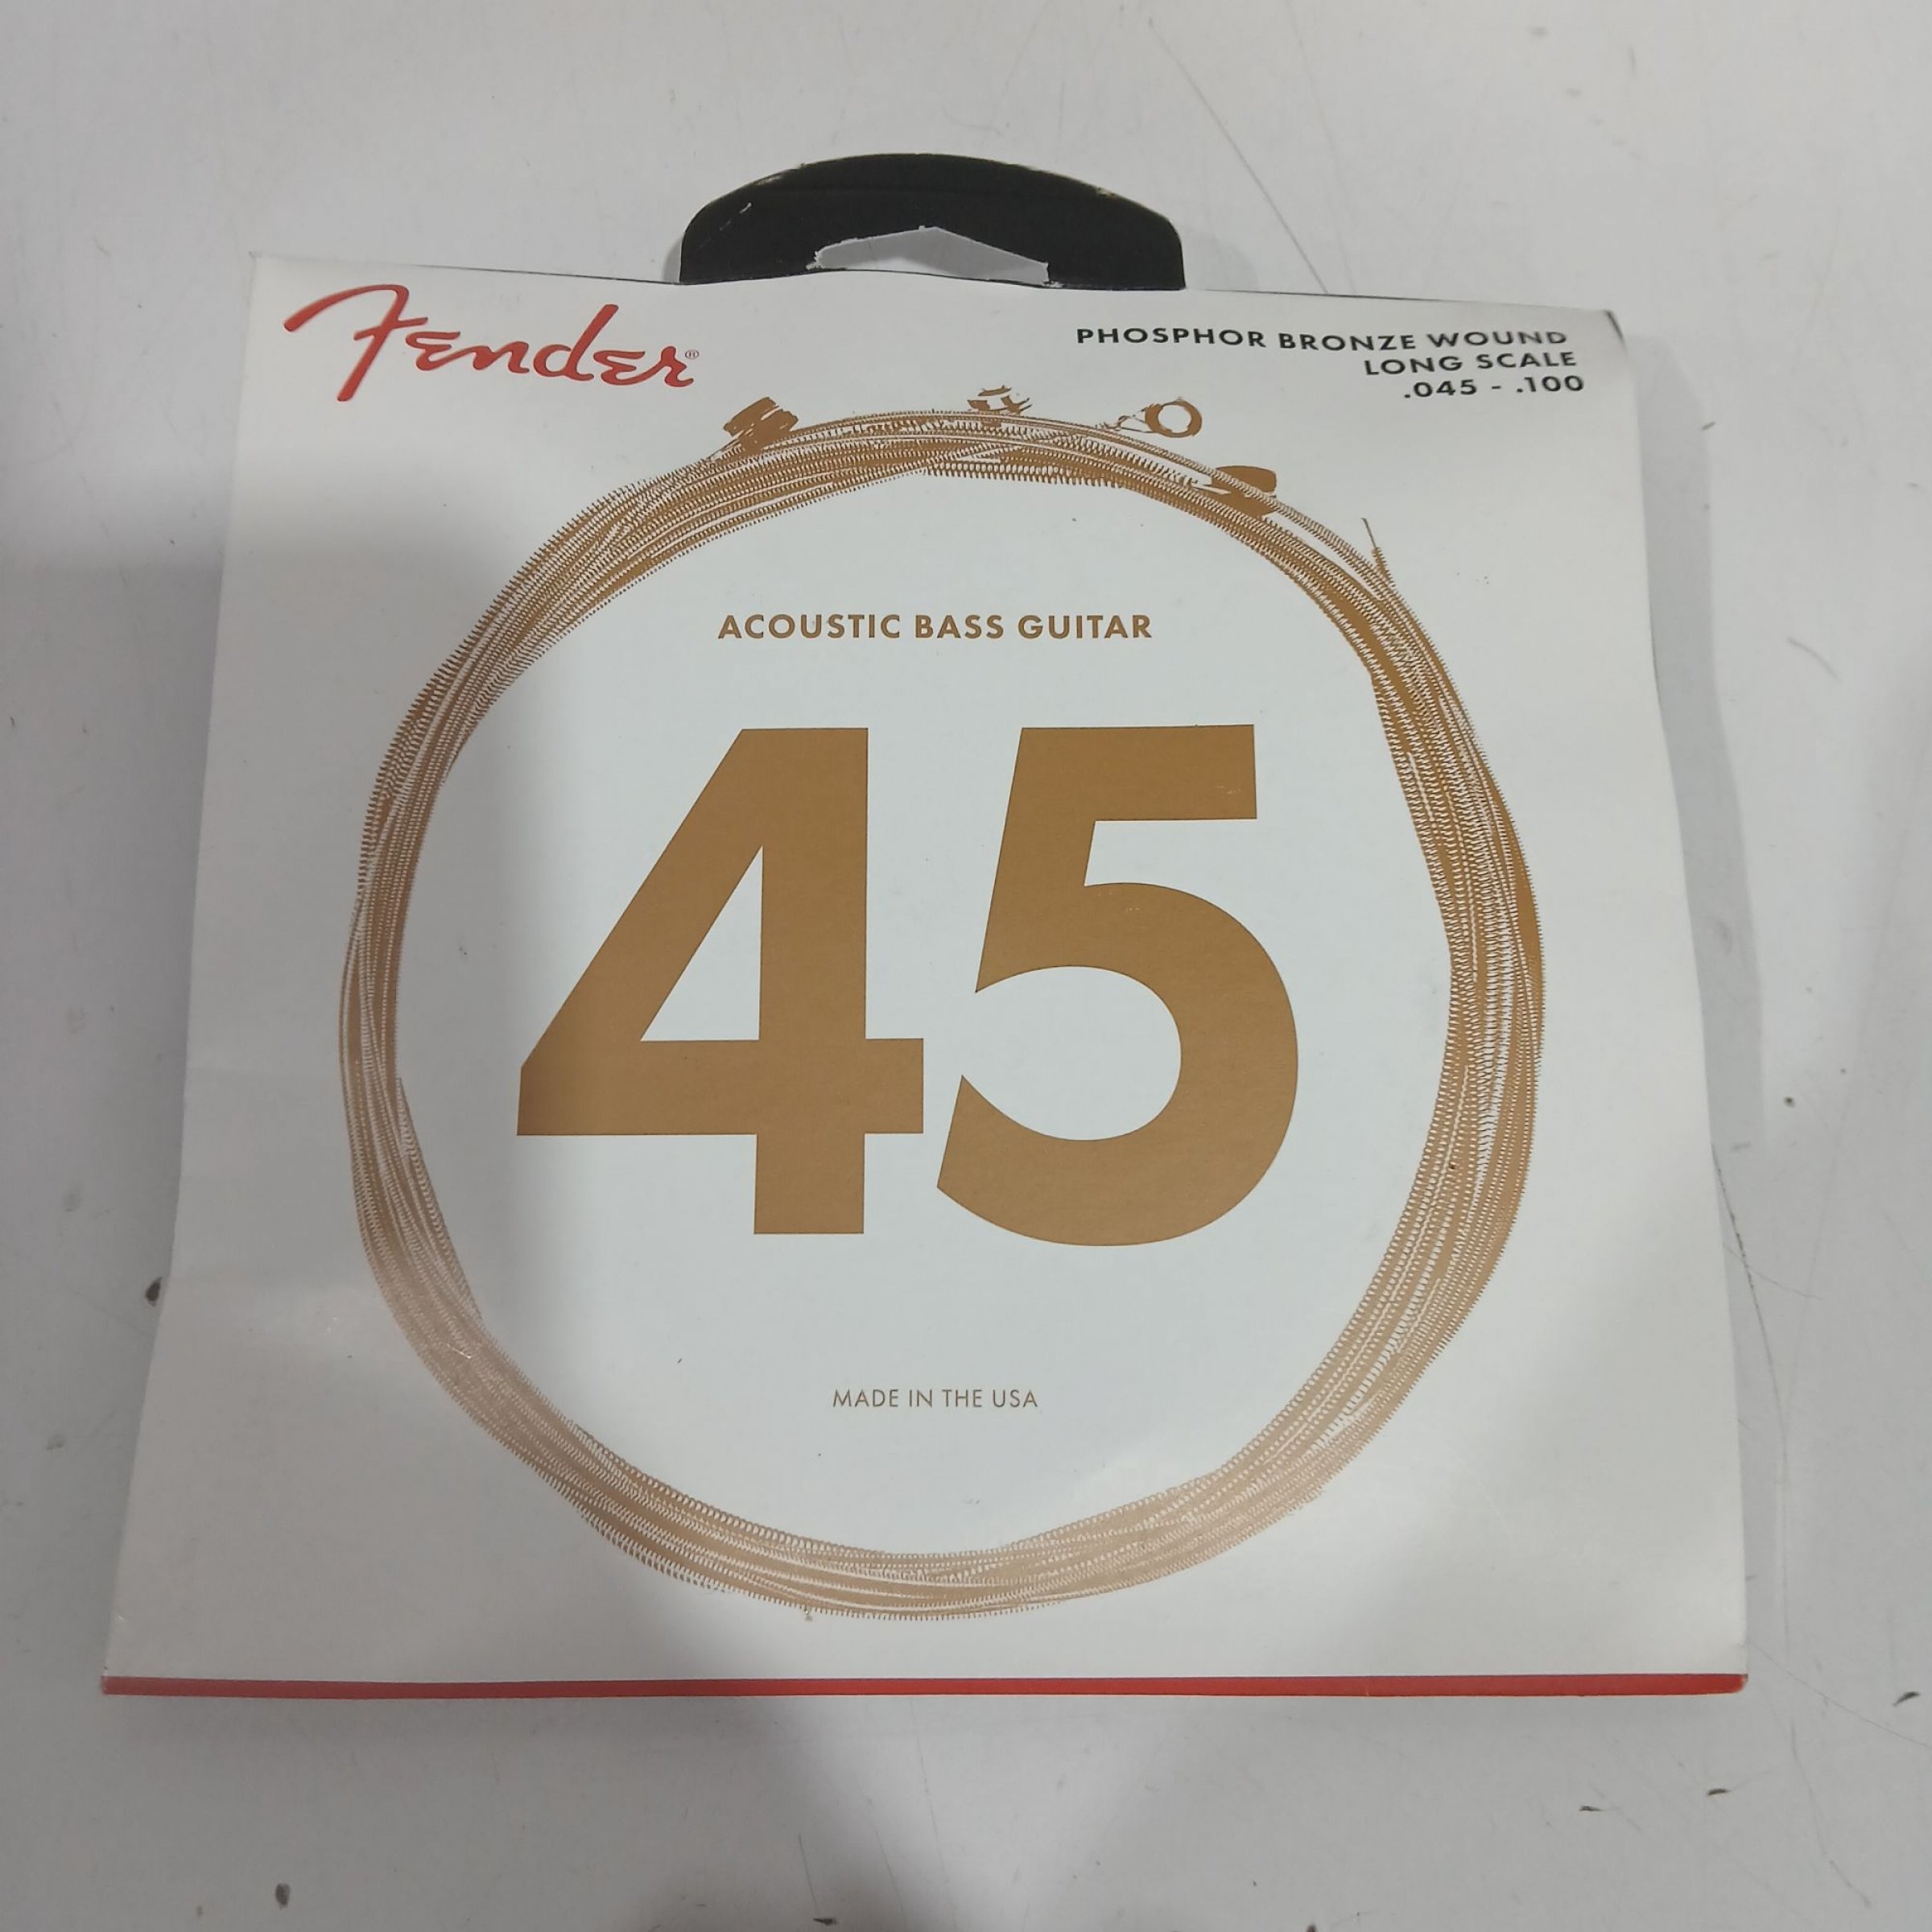 Fender®
PHOSPHOR BRONZE WOUND
LONG SCALE
.045 - .100
ACOUSTIC BASS GUITAR
45
MADE IN THE USA